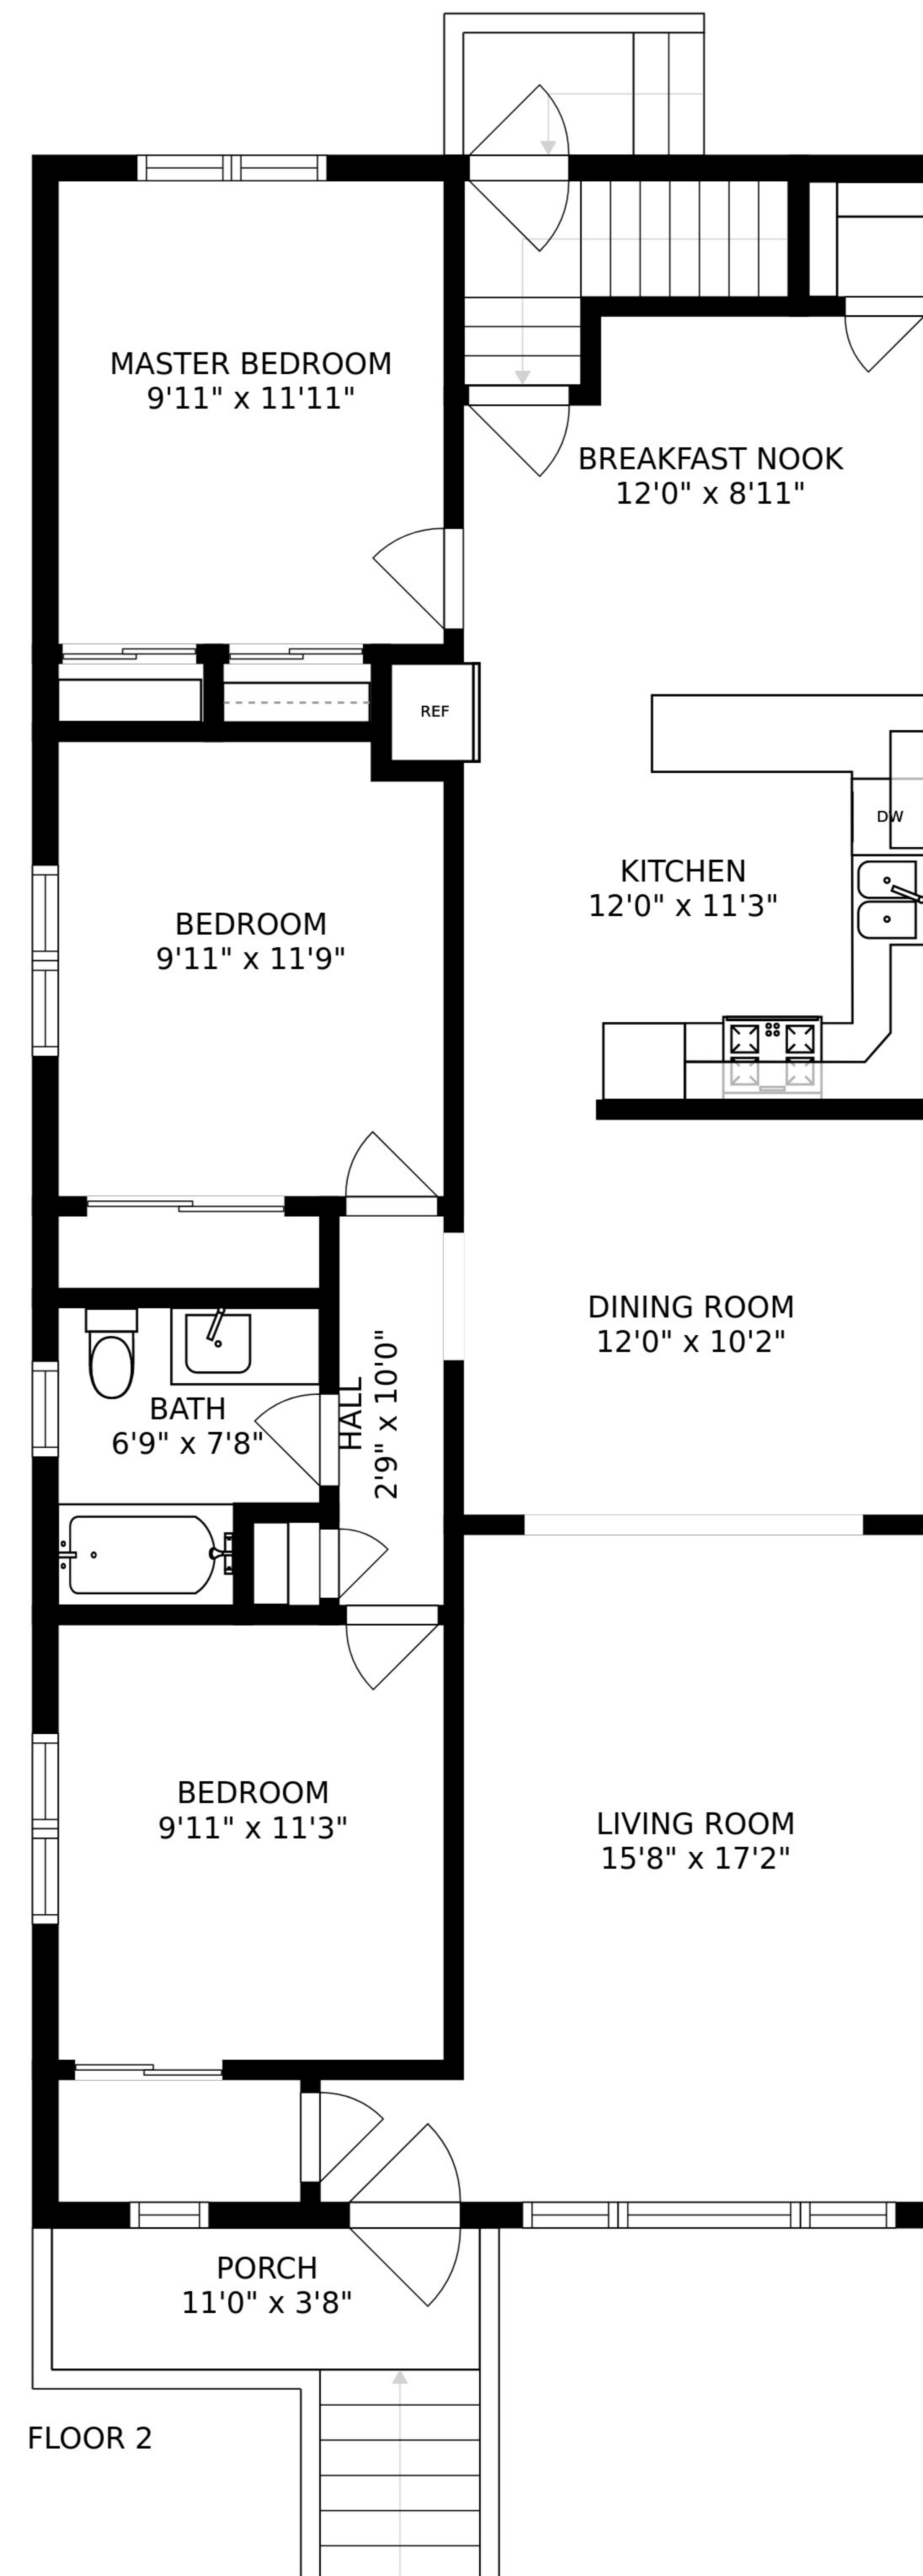 MASTER BEDROOM
9'11" x 11'11"
BREAKFAST NOOK
12'0" x 8'11"
REF
DW
KITCHEN
12'0" x 11'3"
BEDROOM
9'11" x 11'9"
DINING ROOM
12'0" x 10'2"
HALL
2'9" x 10'0"
BATH
6'9" x 7'8"
BEDROOM
9'11" x 11'3"
LIVING ROOM
15'8" x 17'2"
PORCH
11'0" x 3'8"
FLOOR 2